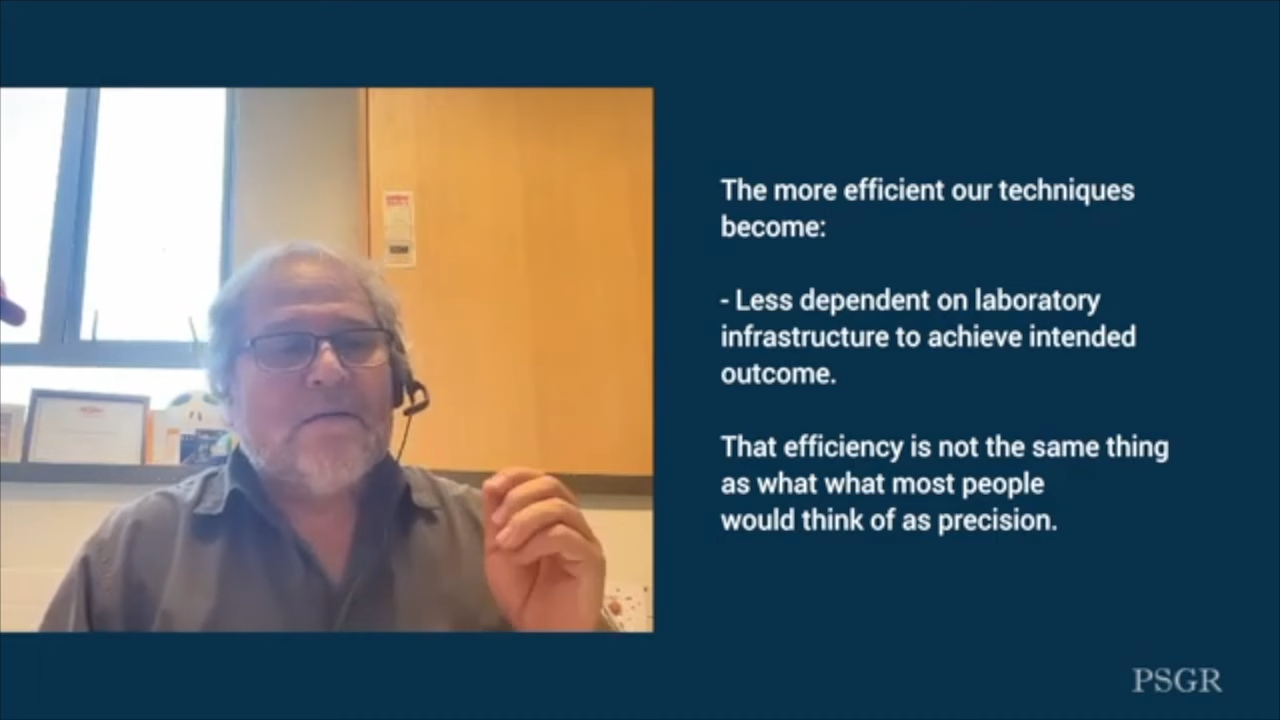 The more efficient our techniques
become:
- Less dependent on laboratory
infrastructure to achieve intended
outcome.
That efficiency is not the same thing
as what what most people
would think of as precision.
PSGR